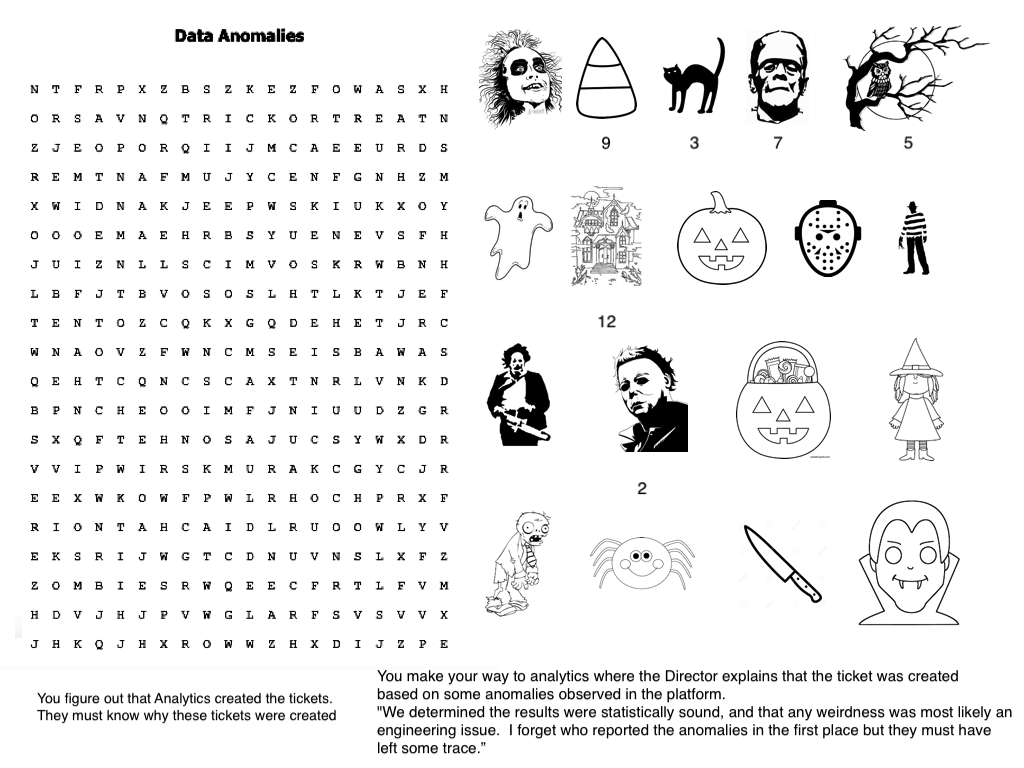 Data Anomalies
N T F R P X Z B S Z K E Z F O W A S X H
O R S A V N Q T R I C K O R T R E A T N
Z J E O P O R Q I I J M C A E E U R D S
R E M T N A F M U J Y C E N F G N H Z M
X W I D N A K J E E P W S K I U K X O Y
O O O E M A E H R B S Y U E N E V S F H
J U I Z N L L S C I M V O S K R W B N H
L B F J T B V O S O S L H T L K T J E F
T E N T O Z C Q K X G Q D E H E T J R C
W N A O V Z F W N C M S E I S B A W A S
Q E H T C Q N C S C A X T N R L V N K D
B P N C H E O O I M F J N I U U D Z G R
S X Q F T E H N O S A J U C S Y W X D R
V V I P W I R S K M U R A K C G Y C J R
E E X W K O W F P W L R H O C H P R X F
R I O N T A H C A I D L R U O O W L Y V
E K S R I J W G T C D N U V N S L X F Z
Z O M B I E S R W Q E E C F R T L F V M
H D V J H J P V W G L A R F S V S V V X
J H K Q J H X R O W W Z H X D I J Z P E
9 3 7 5
12
2
You figure out that Analytics created the tickets.
They must know why these tickets were created
You make your way to analytics where the Director explains that the ticket was created
based on some anomalies observed in the platform.
"We determined the results were statistically sound, and that any weirdness was most likely an
engineering issue.  I forget who reported the anomalies in the first place but they must have
left some trace.”